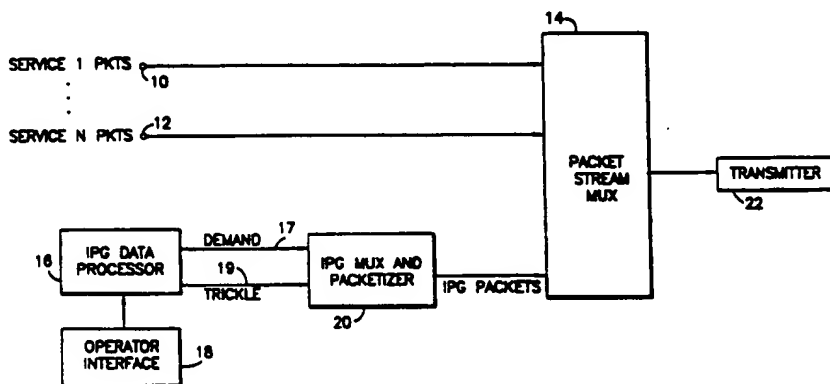 14
SERVICE 1 PKTS
10
SERVICE N PKTS
12
PACKET
STREAM
MUX
TRANSMITTER
22
16
IPG DATA
PROCESSOR
DEMAND
17
19
TRICKLE
IPG MUX AND
PACKETIZER
20
IPG PACKETS
OPERATOR
INTERFACE
18